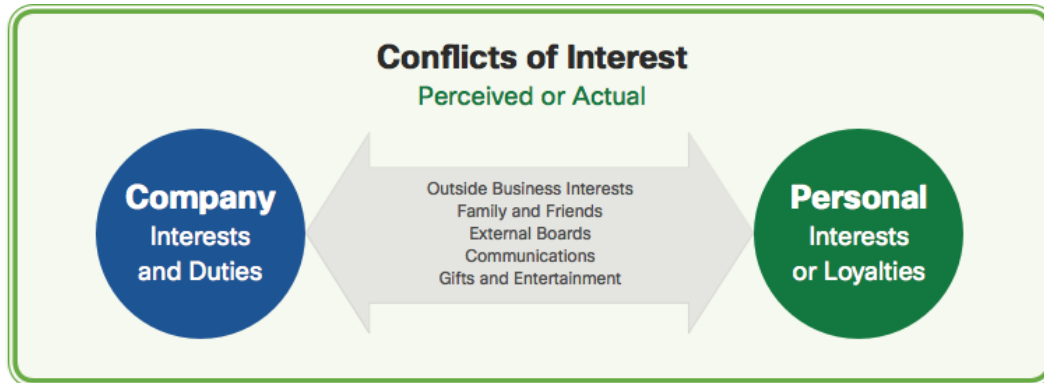 Conflicts of Interest
Perceived or Actual
Company
Interests
and Duties
Outside Business Interests
Family and Friends
External Boards
Communications
Gifts and Entertainment
Personal
Interests
or Loyalties